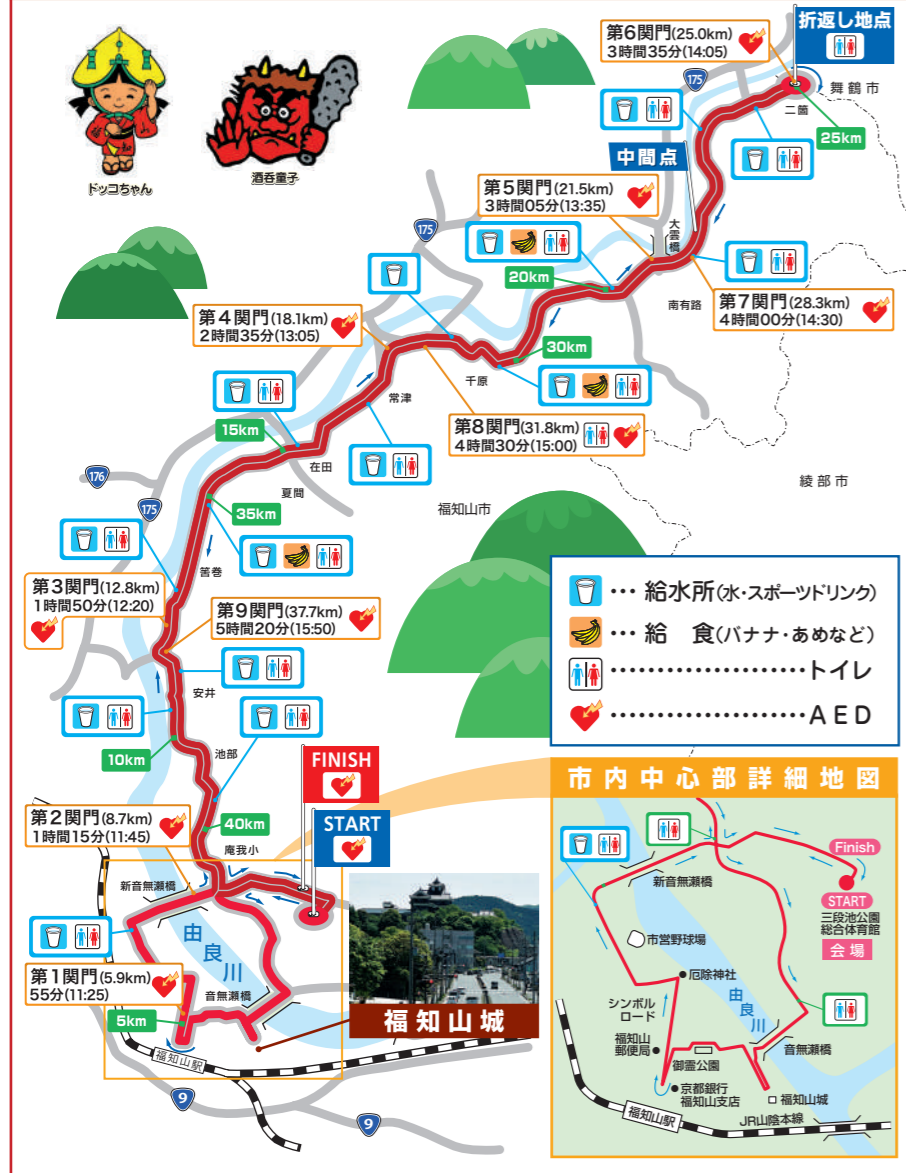 ドッコちゃん
酒呑童子
第6関門(25.0km)
3時間35分(14:05)
折返し地点
175
舞鶴市
二箇
25km
中間点
第5関門(21.5km)
3時間05分(13:35)
大雲橋
175
20km
南有路
第7関門(28.3km)
4時間00分(14:30)
第4関門(18.1km)
2時間35分(13:05)
30km
千原
常津
第8関門(31.8km)
4時間30分(15:00)
15km
在田
夏間
176
175
35km
福知山市
綾部市
筈巻
第3関門(12.8km)
1時間50分(12:20)
第9関門(37.7km)
5時間20分(15:50)
安井
10km
池部
… 給水所(水・スポーツドリンク)
… 給 食(バナナ・あめなど)
…………………トイレ
…………………AED
FINISH
START
第2関門(8.7km)
1時間15分(11:45)
40km
庵我小
新音無瀬橋
由良川
第1関門(5.9km)
55分(11:25)
音無瀬橋
5km
福知山駅
福知山城
9
9
市内中心部詳細地図
Finish
START
三段池公園
総合体育館
会場
新音無瀬橋
市営野球場
厄除神社
シンボル
ロード
由良川
福知山
郵便局
御霊公園
音無瀬橋
京都銀行
福知山支店
福知山城
福知山駅
JR山陰本線